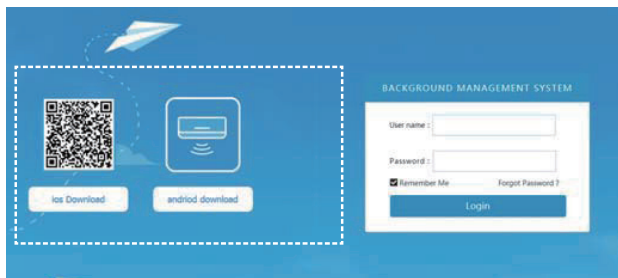 BACKGROUND MANAGEMENT SYSTEM
User name :
Password :
Remember Me Forgot Password ?
Login
ios Download andriod download